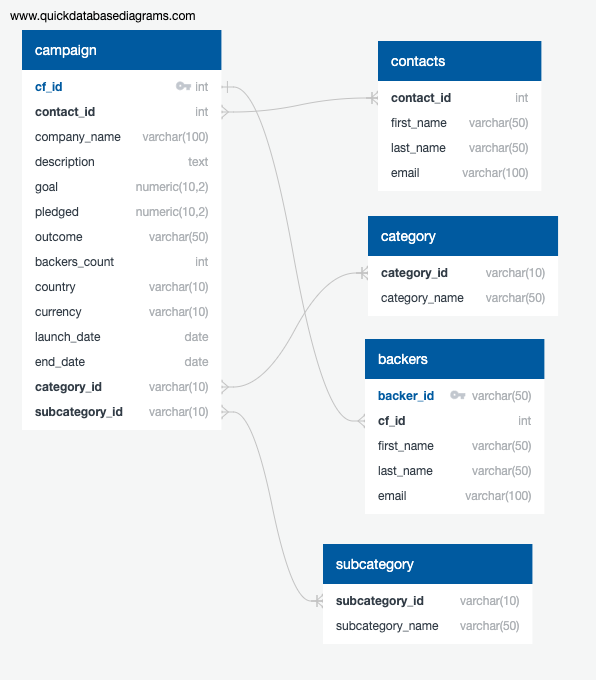 www.quickdatabasediagrams.com
campaign
cf_id int
contact_id int
company_name varchar(100)
description text
goal numeric(10,2)
pledged numeric(10,2)
outcome varchar(50)
backers_count int
country varchar(10)
currency varchar(10)
launch_date date
end_date date
category_id varchar(10)
subcategory_id varchar(10)
contacts
contact_id int
first_name varchar(50)
last_name varchar(50)
email varchar(100)
category
category_id varchar(10)
category_name varchar(50)
backers
backer_id varchar(50)
cf_id int
first_name varchar(50)
last_name varchar(50)
email varchar(100)
subcategory
subcategory_id varchar(10)
subcategory_name varchar(50)